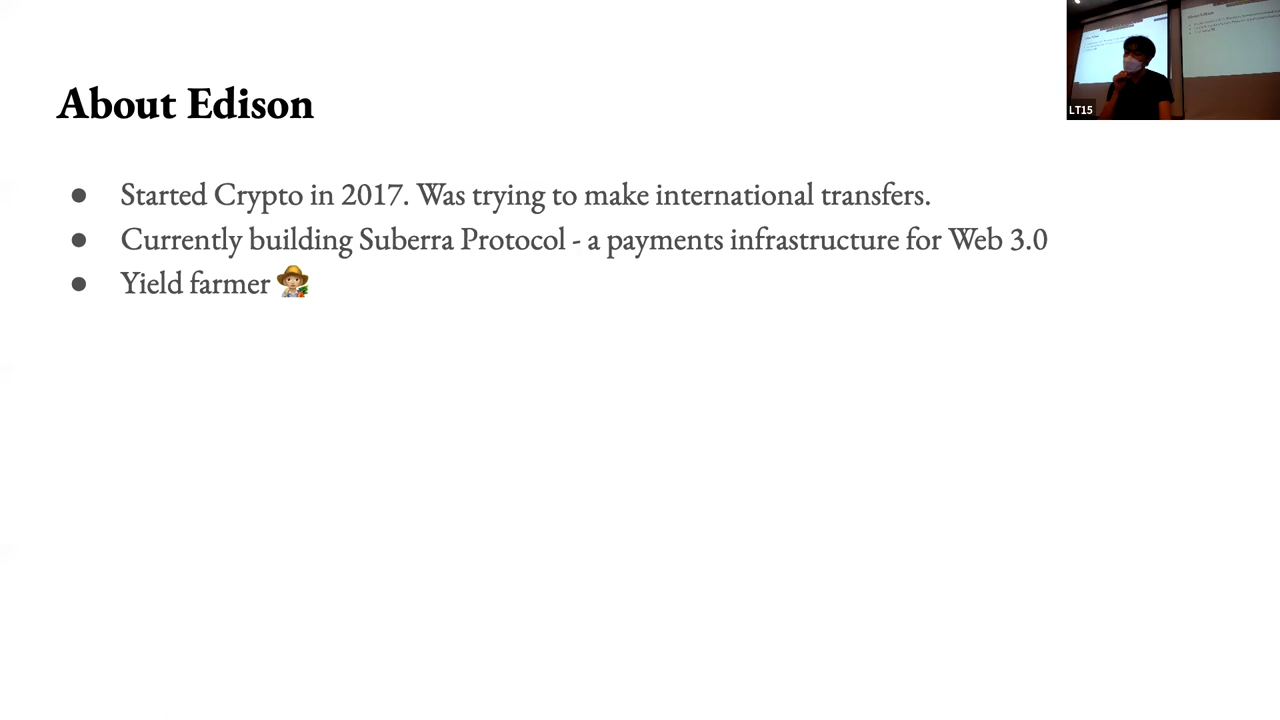 About Edison
● Started Crypto in 2017. Was trying to make international transfers.
● Currently building Suberra Protocol - a payments infrastructure for Web 3.0
● Yield farmer 🧑🏼‍🌾
LT15